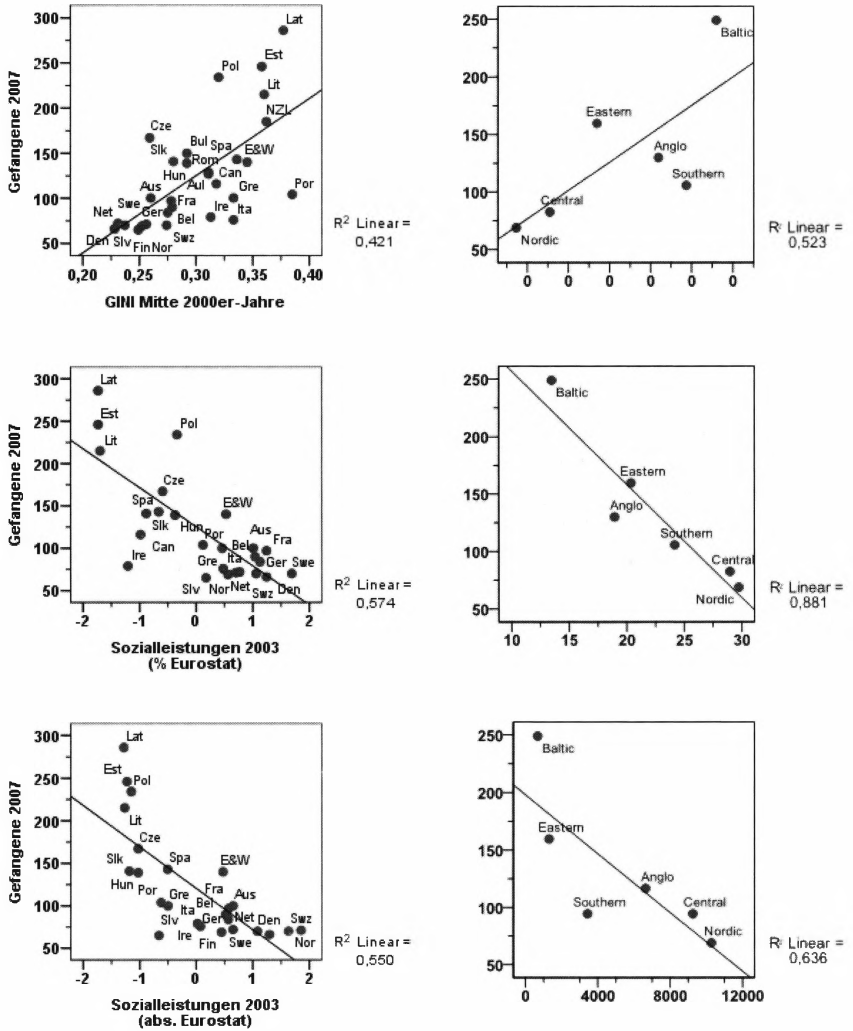 Gefangene 2007
300
250
200
150
100
50
Lat
Est
Pol
Lit
NZL
Cze
Bul
Spa
Slk
Rom
E&W
Hun
Can
Aus
Aul
Gre
Por
Swe
Fra
Net
Ger
Ire
Ita
Bel
Den
Slv
Fin
Nor
Swz
0,20
0,25
0,30
0,35
0,40
GINI Mitte 2000er-Jahre
R² Linear =
0,421
250
200
150
100
50
Baltic
Eastern
Anglo
Southern
Central
Nordic
0 0 0 0 0 0
R² Linear =
0,523
Gefangene 2007
300
250
200
150
100
50
Lat
Est
Pol
Lit
Cze
Spa
E&W
Slk
Hun
Por
Aus
Can
Bel
Fra
Ire
Gre
Ita
Ger
Swe
Slv
Nor
Net
Swz
Den
-2 -1 0 1 2
Sozialleistungen 2003
(% Eurostat)
R² Linear =
0,574
250
200
150
100
50
Baltic
Eastern
Anglo
Southern
Central
Nordic
10 15 20 25 30
R² Linear =
0,881
Gefangene 2007
300
250
200
150
100
50
Lat
Est
Pol
Lit
Cze
Slk
Spa
E&W
Hun
Por
Gre
Fra
Aus
Ita
Bel
Slv
Ger
Net
Den
Swz
Ire
Fin
Swe
Nor
-2 -1 0 1 2
Sozialleistungen 2003
(abs. Eurostat)
R² Linear =
0,550
250
200
150
100
50
Baltic
Eastern
Anglo
Southern
Central
Nordic
0 4000 8000 12000
R² Linear =
0,636